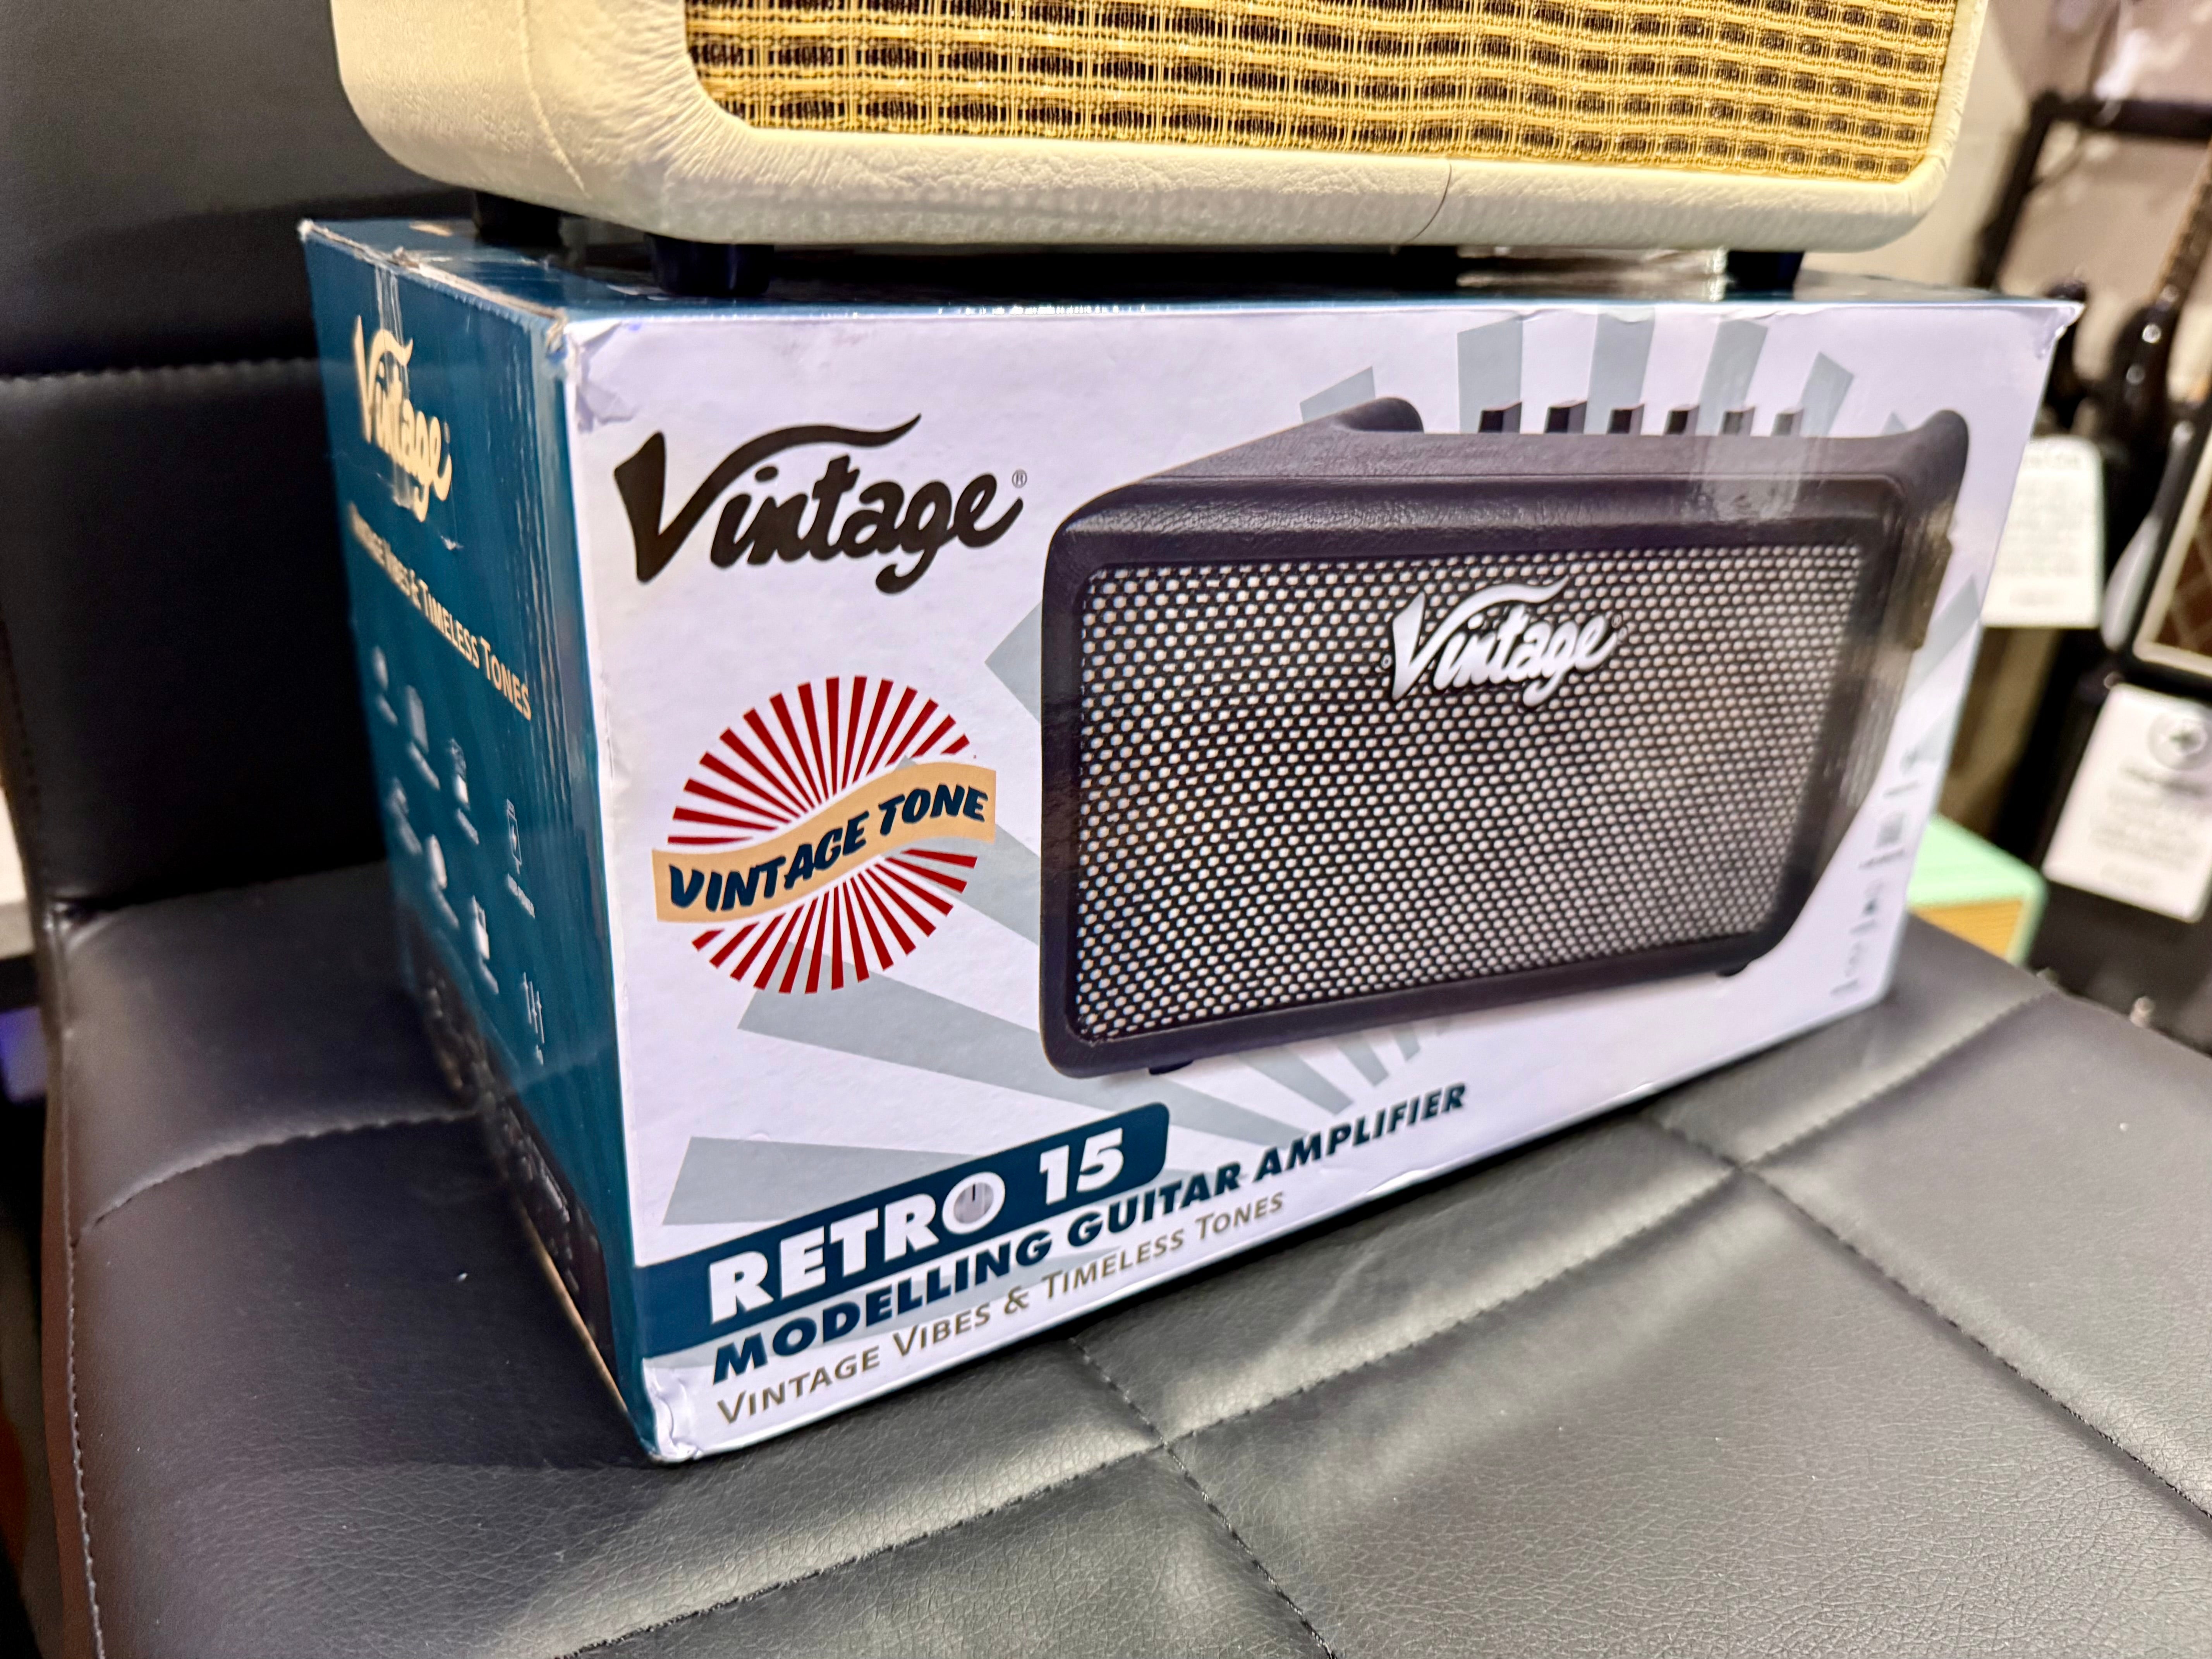 Vintage
VINTAGE VIBES & TIMELESS TONES
Vintage®
Vintage
VINTAGE TONE
RETRO 15
MODELLING GUITAR AMPLIFIER
VINTAGE VIBES & TIMELESS TONES